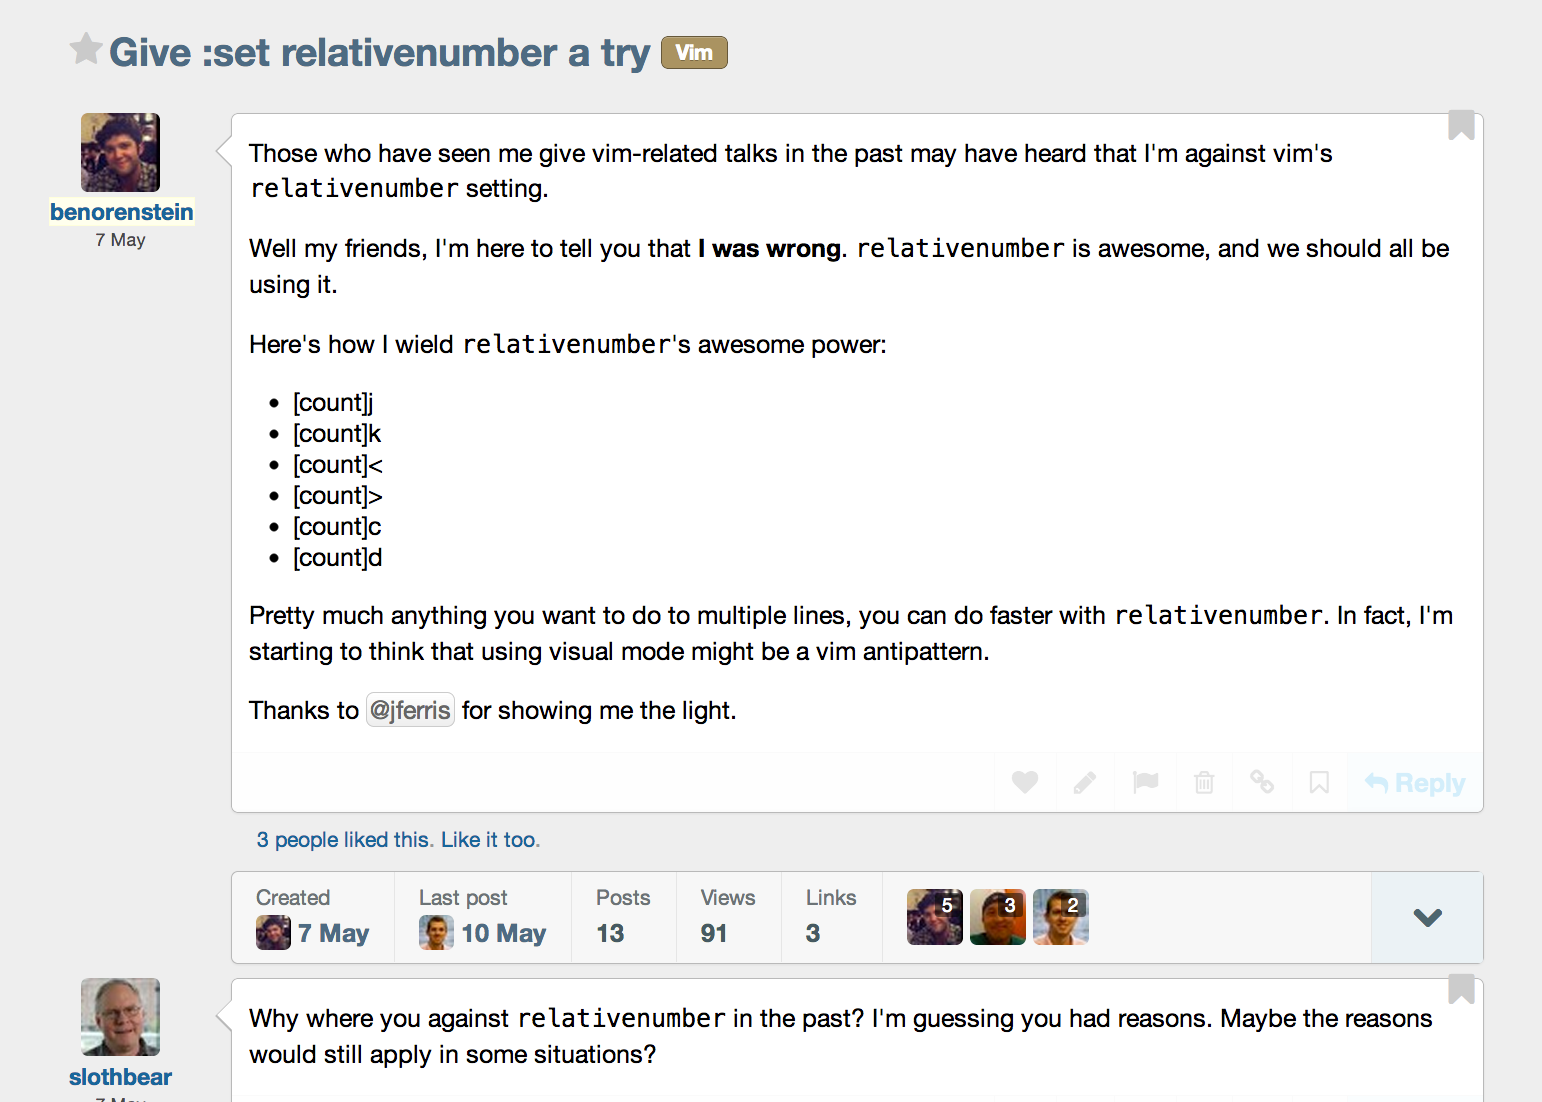 Give :set relativenumber a try Vim
benorenstein
7 May
Those who have seen me give vim-related talks in the past may have heard that I'm against vim's
relativenumber setting.
Well my friends, I'm here to tell you that I was wrong. relativenumber is awesome, and we should all be
using it.
Here's how I wield relativenumber's awesome power:
• [count]j
• [count]k
• [count]<
• [count]>
• [count]c
• [count]d
Pretty much anything you want to do to multiple lines, you can do faster with relativenumber. In fact, I'm
starting to think that using visual mode might be a vim antipattern.
Thanks to @jferris for showing me the light.
Reply
3 people liked this. Like it too.
Created Last post Posts Views Links
7 May 10 May 13 91 3 5 3 2
slothbear
7 May
Why where you against relativenumber in the past? I'm guessing you had reasons. Maybe the reasons
would still apply in some situations?